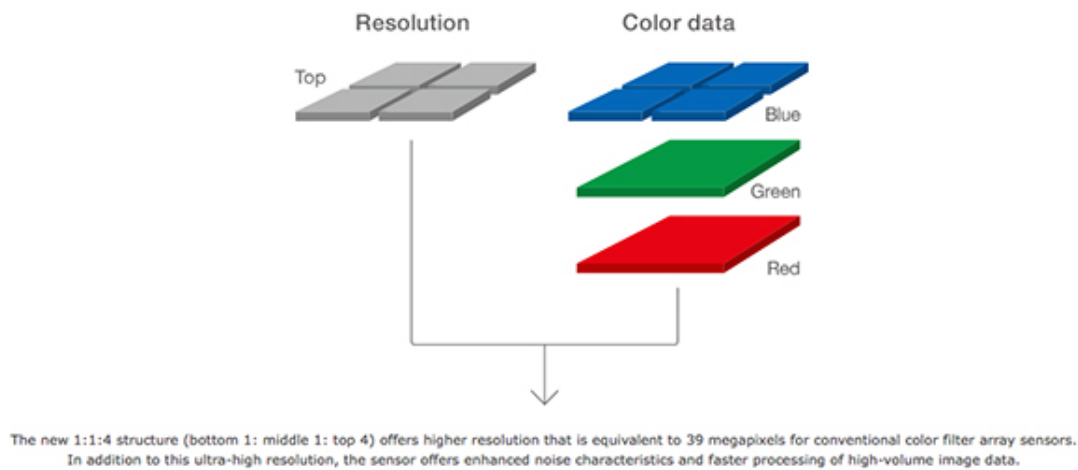 Resolution
Color data
Top
Blue
Green
Red
The new 1:1:4 structure (bottom 1: middle 1: top 4) offers higher resolution that is equivalent to 39 megapixels for conventional color filter array sensors.
In addition to this ultra-high resolution, the sensor offers enhanced noise characteristics and faster processing of high-volume image data.